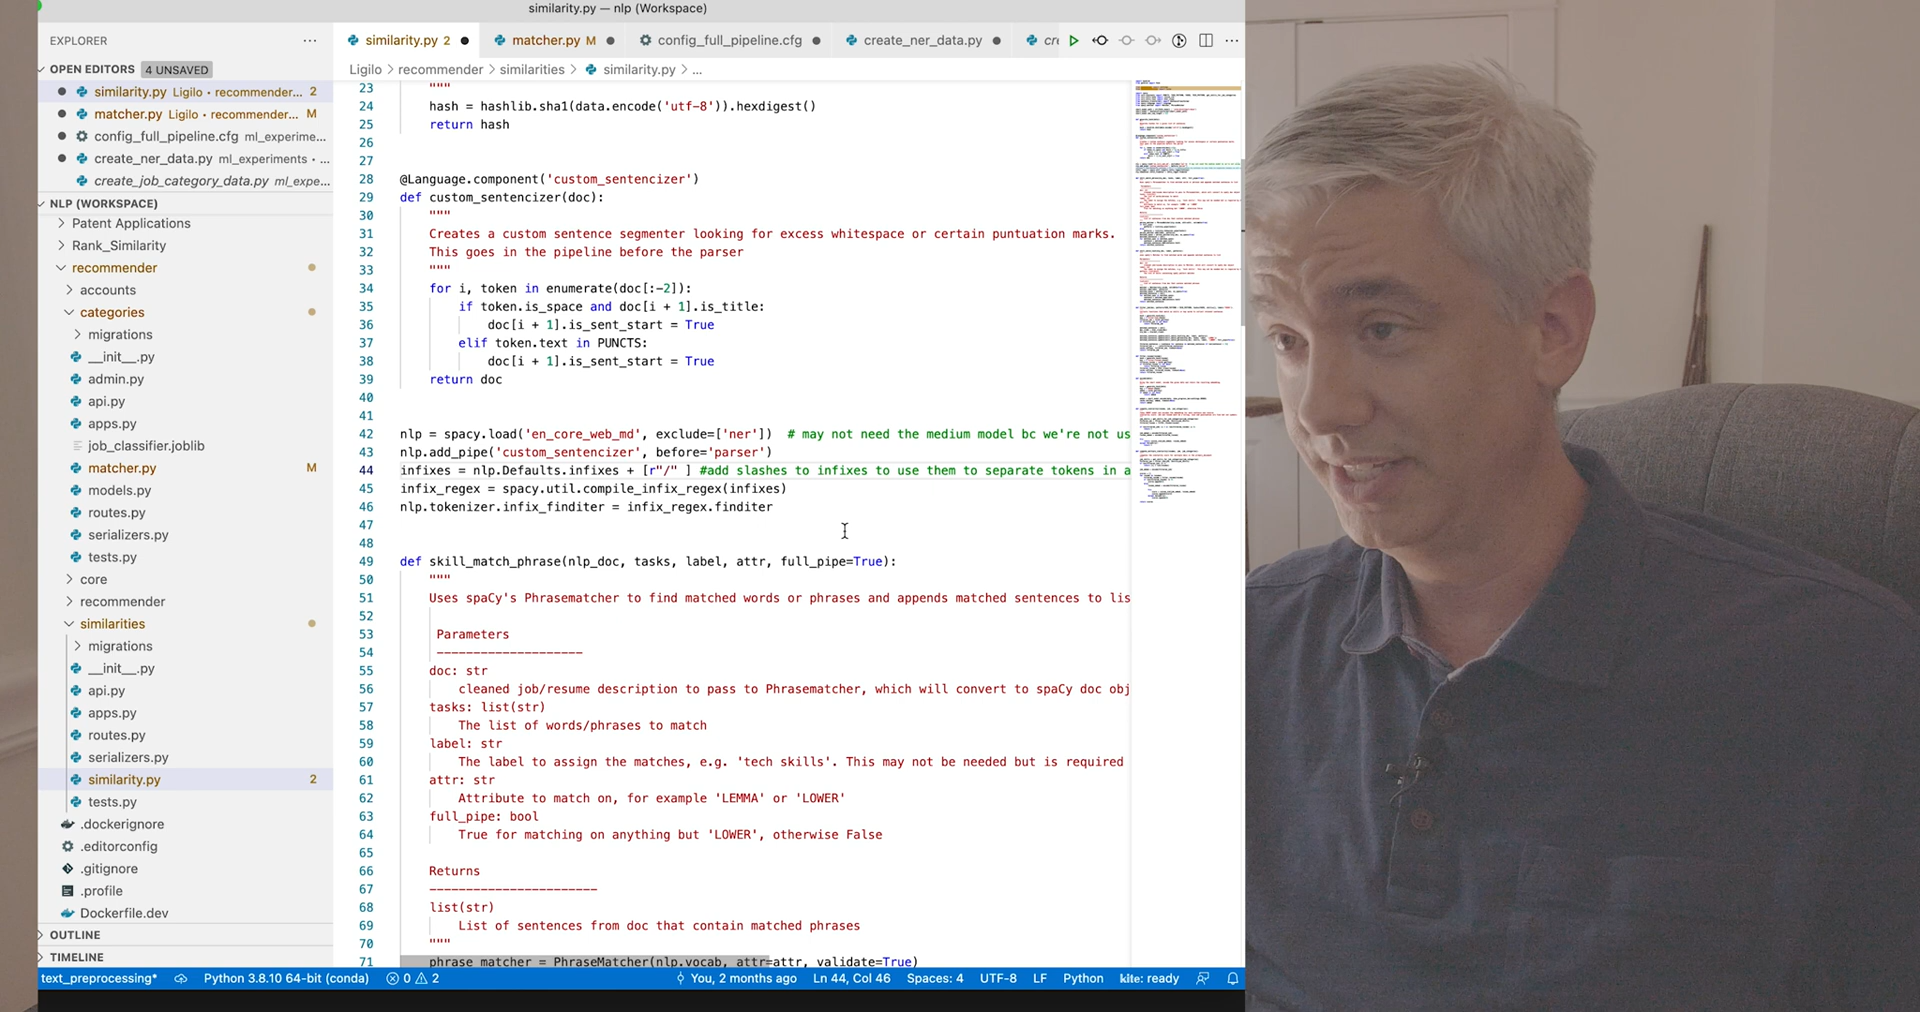 similarity.py — nlp (Workspace)
EXPLORER
OPEN EDITORS 4 UNSAVED
similarity.py Ligilo • recommender... 2
matcher.py Ligilo • recommender... M
config_full_pipeline.cfg ml_experime...
create_ner_data.py ml_experiments • ...
create_job_category_data.py ml_expe...
NLP (WORKSPACE)
Patent Applications
Rank_Similarity
recommender
accounts
categories
migrations
__init__.py
admin.py
api.py
apps.py
job_classifier.joblib
matcher.py M
models.py
routes.py
serializers.py
tests.py
core
recommender
similarities
migrations
__init__.py
api.py
apps.py
routes.py
serializers.py
similarity.py 2
tests.py
.dockerignore
.editorconfig
.gitignore
.profile
Dockerfile.dev
OUTLINE
TIMELINE
similarity.py 2 matcher.py M config_full_pipeline.cfg create_ner_data.py
Ligilo > recommender > similarities > similarity.py > ...
23 """
24 hash = hashlib.sha1(data.encode('utf-8')).hexdigest()
25 return hash
26
27
28 @Language.component('custom_sentencizer')
29 def custom_sentencizer(doc):
30 """
31 Creates a custom sentence segmenter looking for excess whitespace or certain puntuation marks.
32 This goes in the pipeline before the parser
33 """
34 for i, token in enumerate(doc[:-2]):
35 if token.is_space and doc[i + 1].is_title:
36 doc[i + 1].is_sent_start = True
37 elif token.text in PUNCTS:
38 doc[i + 1].is_sent_start = True
39 return doc
40
41
42 nlp = spacy.load('en_core_web_md', exclude=['ner']) # may not need the medium model bc we're not us
43 nlp.add_pipe('custom_sentencizer', before='parser')
44 infixes = nlp.Defaults.infixes + [r"/" ] #add slashes to infixes to use them to separate tokens in a
45 infix_regex = spacy.util.compile_infix_regex(infixes)
46 nlp.tokenizer.infix_finditer = infix_regex.finditer
47
48
49 def skill_match_phrase(nlp_doc, tasks, label, attr, full_pipe=True):
50 """
51 Uses spaCy's Phrasematcher to find matched words or phrases and appends matched sentences to lis
52
53 Parameters
54 --------------------
55 doc: str
56 cleaned job/resume description to pass to Phrasematcher, which will convert to spaCy doc obj
57 tasks: list(str)
58 The list of words/phrases to match
59 label: str
60 The label to assign the matches, e.g. 'tech skills'. This may not be needed but is required
61 attr: str
62 Attribute to match on, for example 'LEMMA' or 'LOWER'
63 full_pipe: bool
64 True for matching on anything but 'LOWER', otherwise False
65
66 Returns
67 -----------------------
68 list(str)
69 List of sentences from doc that contain matched phrases
70 """
71 phrase_matcher = PhraseMatcher(nlp.vocab, attr=attr, validate=True)
text_preprocessing* Python 3.8.10 64-bit (conda) 0 2 You, 2 months ago Ln 44, Col 46 Spaces: 4 UTF-8 LF Python kite: ready